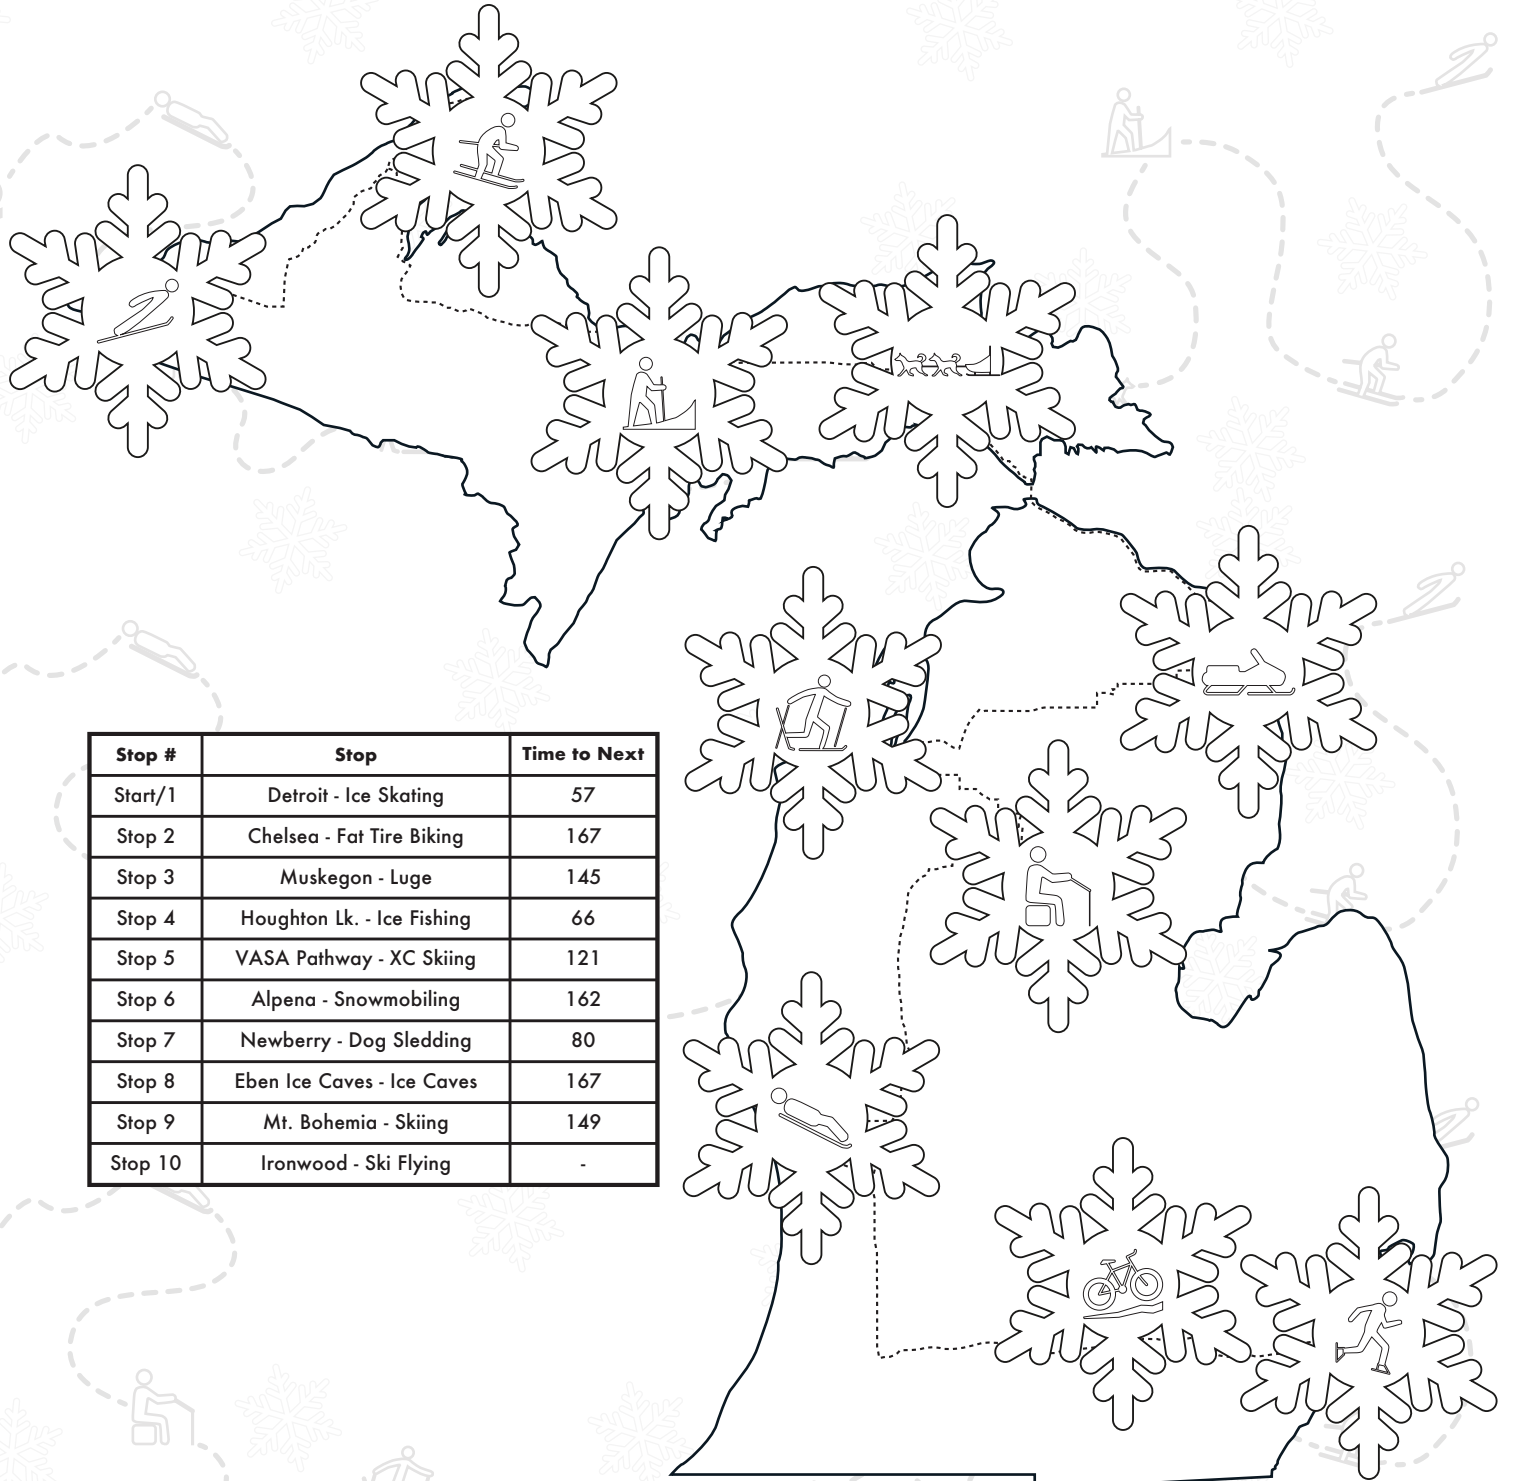 Stop # Stop Time to Next
Start/1 Detroit - Ice Skating 57
Stop 2 Chelsea - Fat Tire Biking 167
Stop 3 Muskegon - Luge 145
Stop 4 Houghton Lk. - Ice Fishing 66
Stop 5 VASA Pathway - XC Skiing 121
Stop 6 Alpena - Snowmobiling 162
Stop 7 Newberry - Dog Sledding 80
Stop 8 Eben Ice Caves - Ice Caves 167
Stop 9 Mt. Bohemia - Skiing 149
Stop 10 Ironwood - Ski Flying -